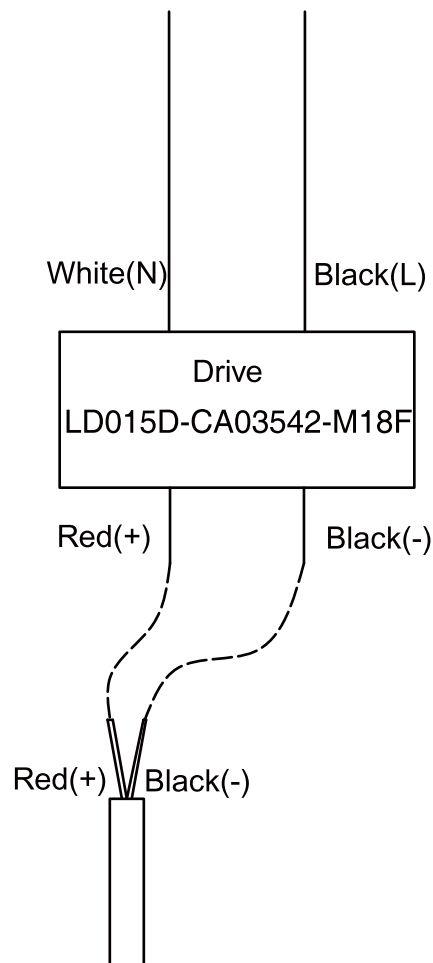 White(N)
Black(L)
Drive
LD015D-CA03542-M18F
Red(+)
Black(-)
Red(+)
Black(-)